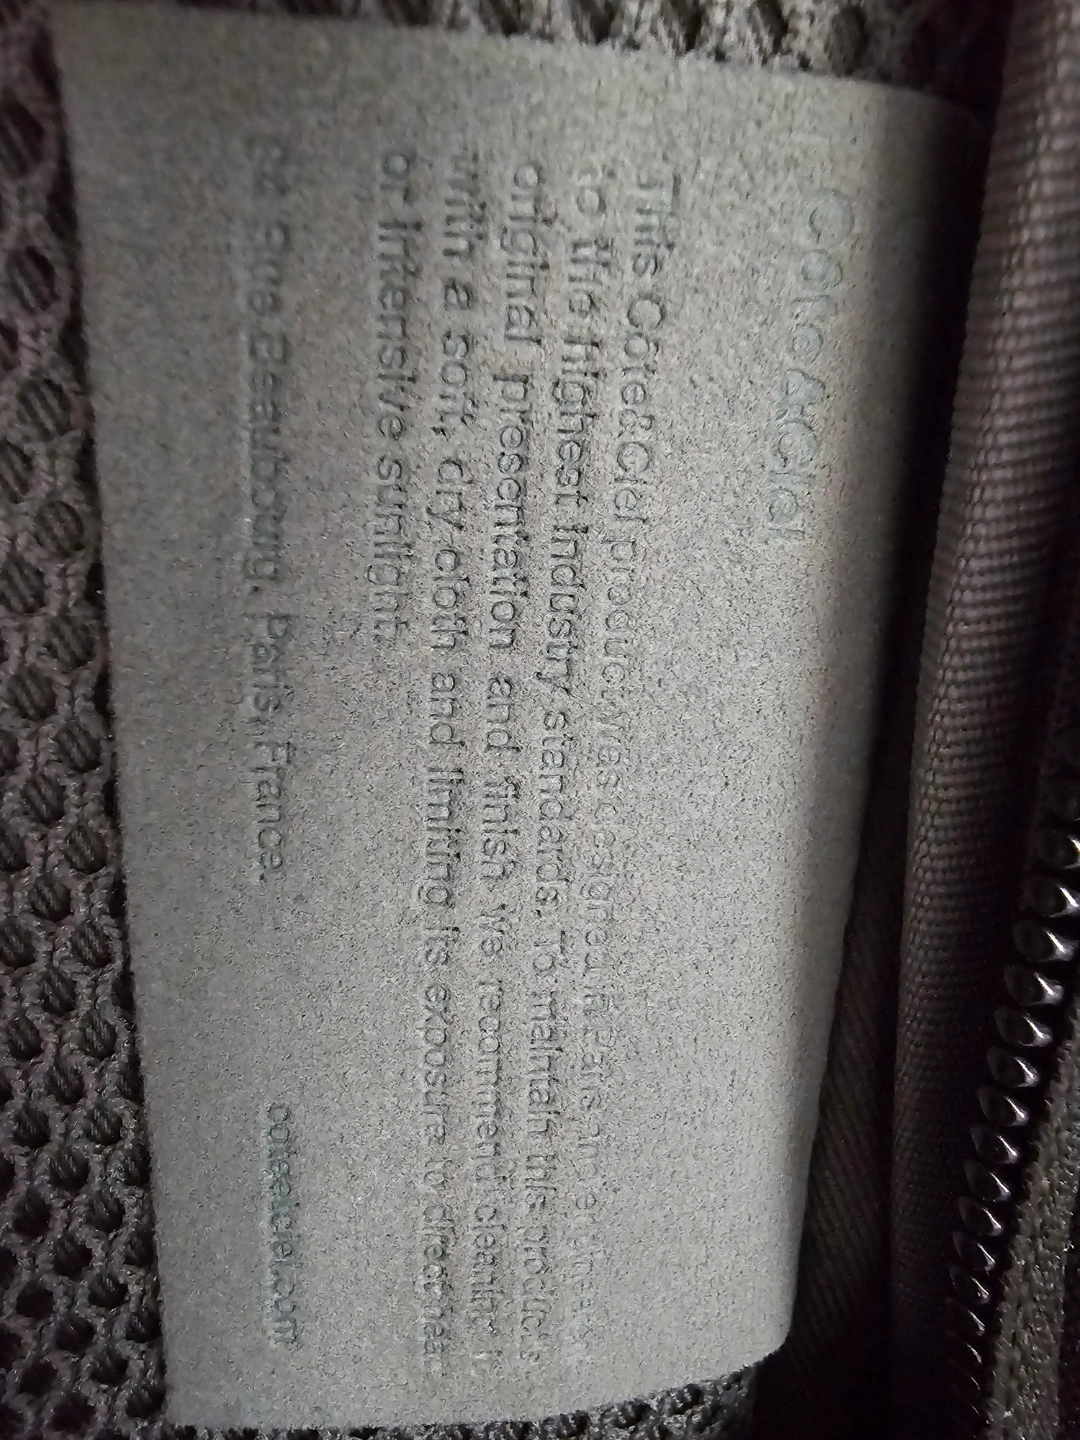 Côte&Ciel
This Côte&Ciel product was designed in Paris and
to the highest industry standards. To maintain this product's
original presentation and finish we recommend cleaning it
with a soft, dry cloth and limiting its exposure to direct heat
or intensive sunlight.
Rue Beaubourg, Paris, France. coteetciel.com